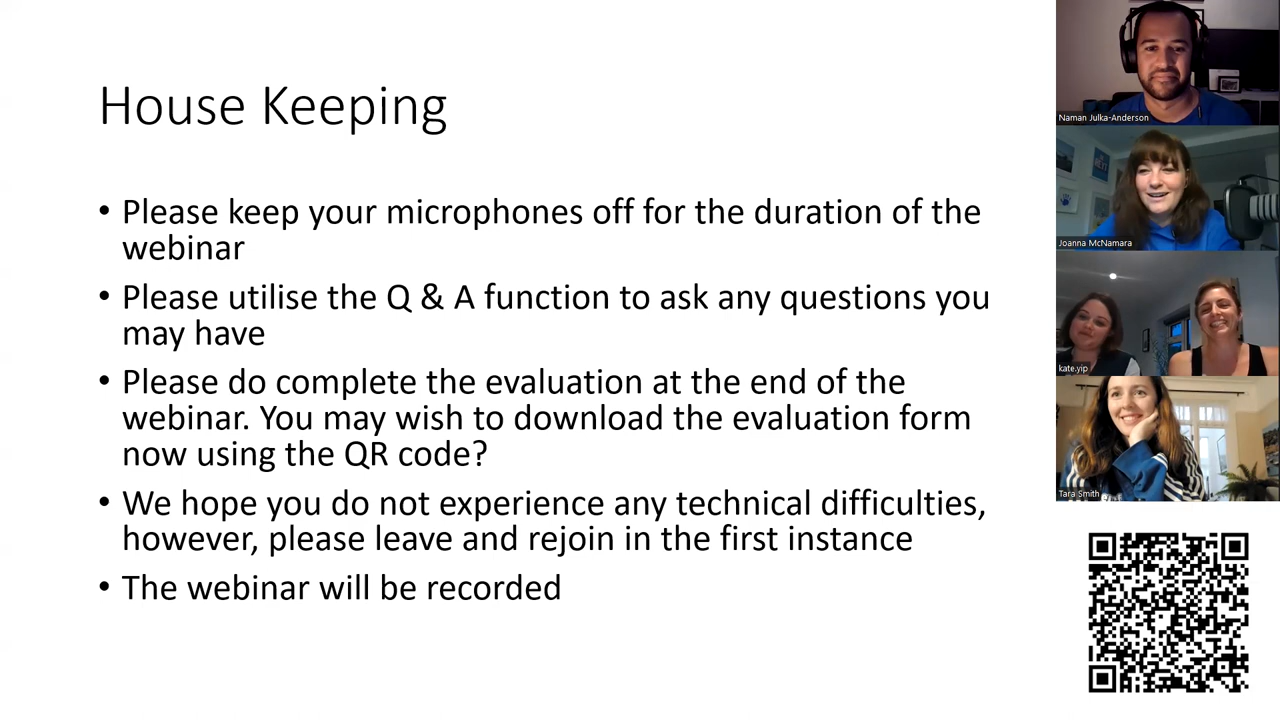 House Keeping
• Please keep your microphones off for the duration of the
webinar
• Please utilise the Q & A function to ask any questions you
may have
• Please do complete the evaluation at the end of the
webinar. You may wish to download the evaluation form
now using the QR code?
• We hope you do not experience any technical difficulties,
however, please leave and rejoin in the first instance
• The webinar will be recorded
Naman Julka-Anderson
Joanna McNamara
kate.yip
Tara Smith